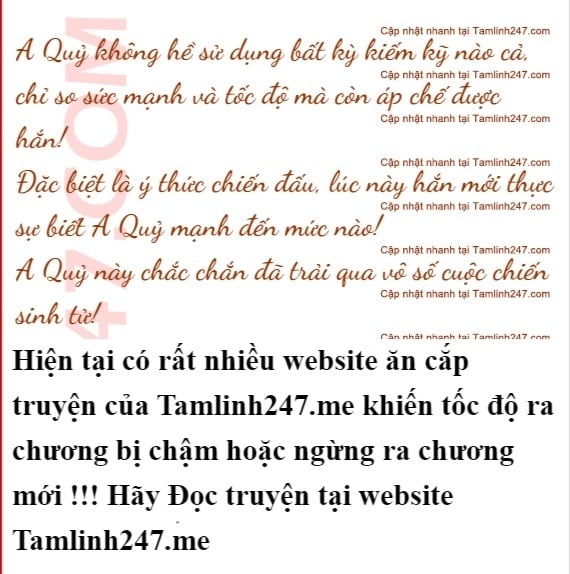 Cập nhật nhanh tại Tamlinh247.com
A Quỷ không hề sử dụng bất kỳ kiếm kỹ nào cả,
Cập nhật nhanh tại Tamlinh247.com
chỉ so sức mạnh và tốc độ mà còn áp chế được
Cập nhật nhanh tại Tamlinh247.com
hắn!
Cập nhật nhanh tại Tamlinh247.com
Đặc biệt là ý thức chiến đấu, lúc này hắn mới thực
Cập nhật nhanh tại Tamlinh247.com
sự biết A Quỷ mạnh đến mức nào!
Cập nhật nhanh tại Tamlinh247.com
A Quỷ này chắc chắn đã trải qua vô số cuộc chiến
Cập nhật nhanh tại Tamlinh247.com
sinh tử!
Cập nhật nhanh tại Tamlinh247.com
47.COM
Hiện tại có rất nhiều website ăn cắp
truyện của Tamlinh247.me khiến tốc độ ra
chương bị chậm hoặc ngừng ra chương
mới !!! Hãy Đọc truyện tại website
Tamlinh247.me